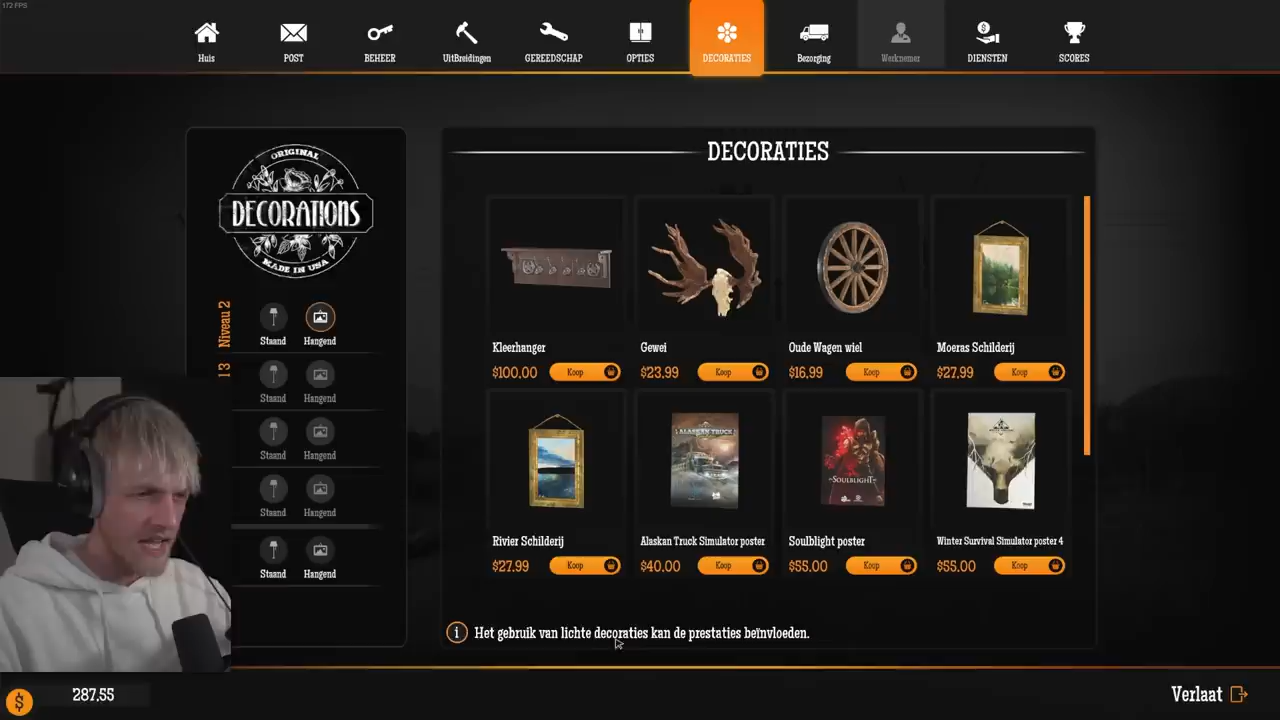 172 FPS
Huis
POST
BEHEER
UitBreidingen
GEREEDSCHAP
OPTIES
DECORATIES
Bezorging
Werknemer
DIENSTEN
SCORES
ORIGINAL
DECORATIONS
MADE IN USA
Niveau 2
13
Staand Hangend
Staand Hangend
Staand Hangend
Staand Hangend
Staand Hangend
DECORATIES
Kleerhanger
$100.00 Koop
Gewei
$23.99 Koop
Oude Wagen wiel
$16.99 Koop
Moeras Schilderij
$27.99 Koop
ALASKAN TRUCK
SOULBLIGHT
Rivier Schilderij
$27.99 Koop
Alaskan Truck Simulator poster
$40.00 Koop
Soulblight poster
$55.00 Koop
Winter Survival Simulator poster 4
$55.00 Koop
Het gebruik van lichte decoraties kan de prestaties beïnvloeden.
$ 287,55
Verlaat